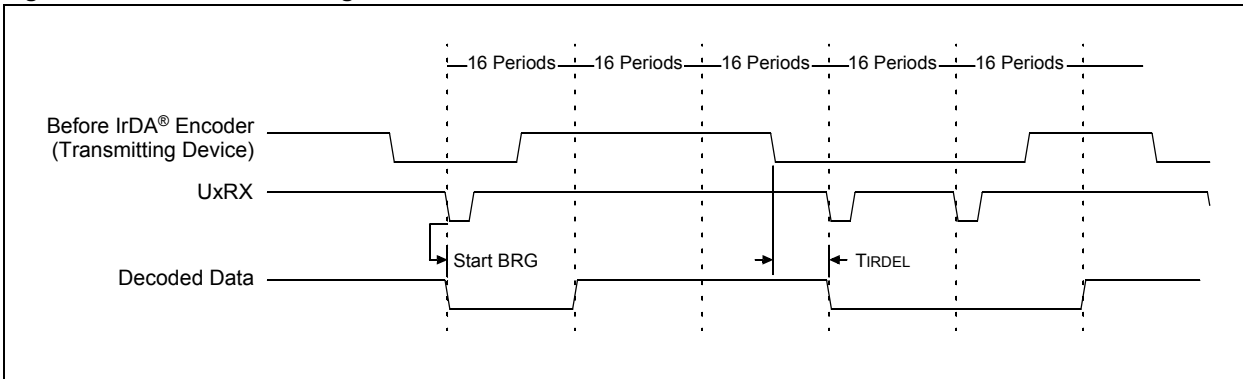 16 Periods 16 Periods 16 Periods 16 Periods 16 Periods
Before IrDA® Encoder
(Transmitting Device)
UxRX
Start BRG
TIRDEL
Decoded Data